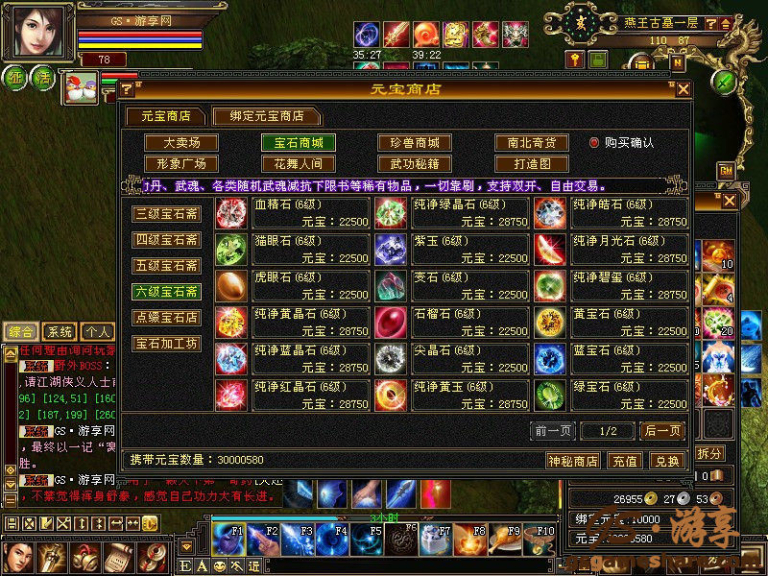 GS·游享网
78
35:27
39:22
燕王古墓一层
110 87
元宝商店
元宝商店
绑定元宝商店
大卖场
宝石商城
珍兽商城
南北奇货
购买确认
形象广场
花舞人间
武功秘籍
打造图
丹、武魂、各类随机武魂减抗下限书等稀有物品，一切靠刷，支持双开、自由交易。
三级宝石斋
四级宝石斋
五级宝石斋
六级宝石斋
点缀宝石店
宝石加工坊
血精石(6级)
元宝：22500
纯净绿晶石(6级)
元宝：28750
纯净皓石(6级)
元宝：28750
猫眼石(6级)
元宝：22500
紫玉(6级)
元宝：22500
纯净月光石(6级)
元宝：28750
虎眼石(6级)
元宝：22500
变石(6级)
元宝：22500
纯净碧玺(6级)
元宝：28750
纯净黄晶石(6级)
元宝：28750
石榴石(6级)
元宝：22500
黄宝石(6级)
元宝：22500
纯净蓝晶石(6级)
元宝：28750
尖晶石(6级)
元宝：22500
蓝宝石(6级)
元宝：22500
纯净红晶石(6级)
元宝：28750
纯净黄玉(6级)
元宝：28750
绿宝石(6级)
元宝：22500
前一页
1/2
后一页
携带元宝数量：30000580
神秘商店
充值
兑换
综合
系统
个人
野外BOSS：
,请江湖侠义人士
96] [124,51] [160
2] [187,199] [260
系统 GS·游享网
，最终以一记“
胜。
系统 GS·游享网
，不禁觉得浑身舒泰，感觉自己功力大有长进。
10
20
拆分
26955 27 53
3小时
F1 F2 F3 F4 F5 F6 F7 F8 F9 F10
游享